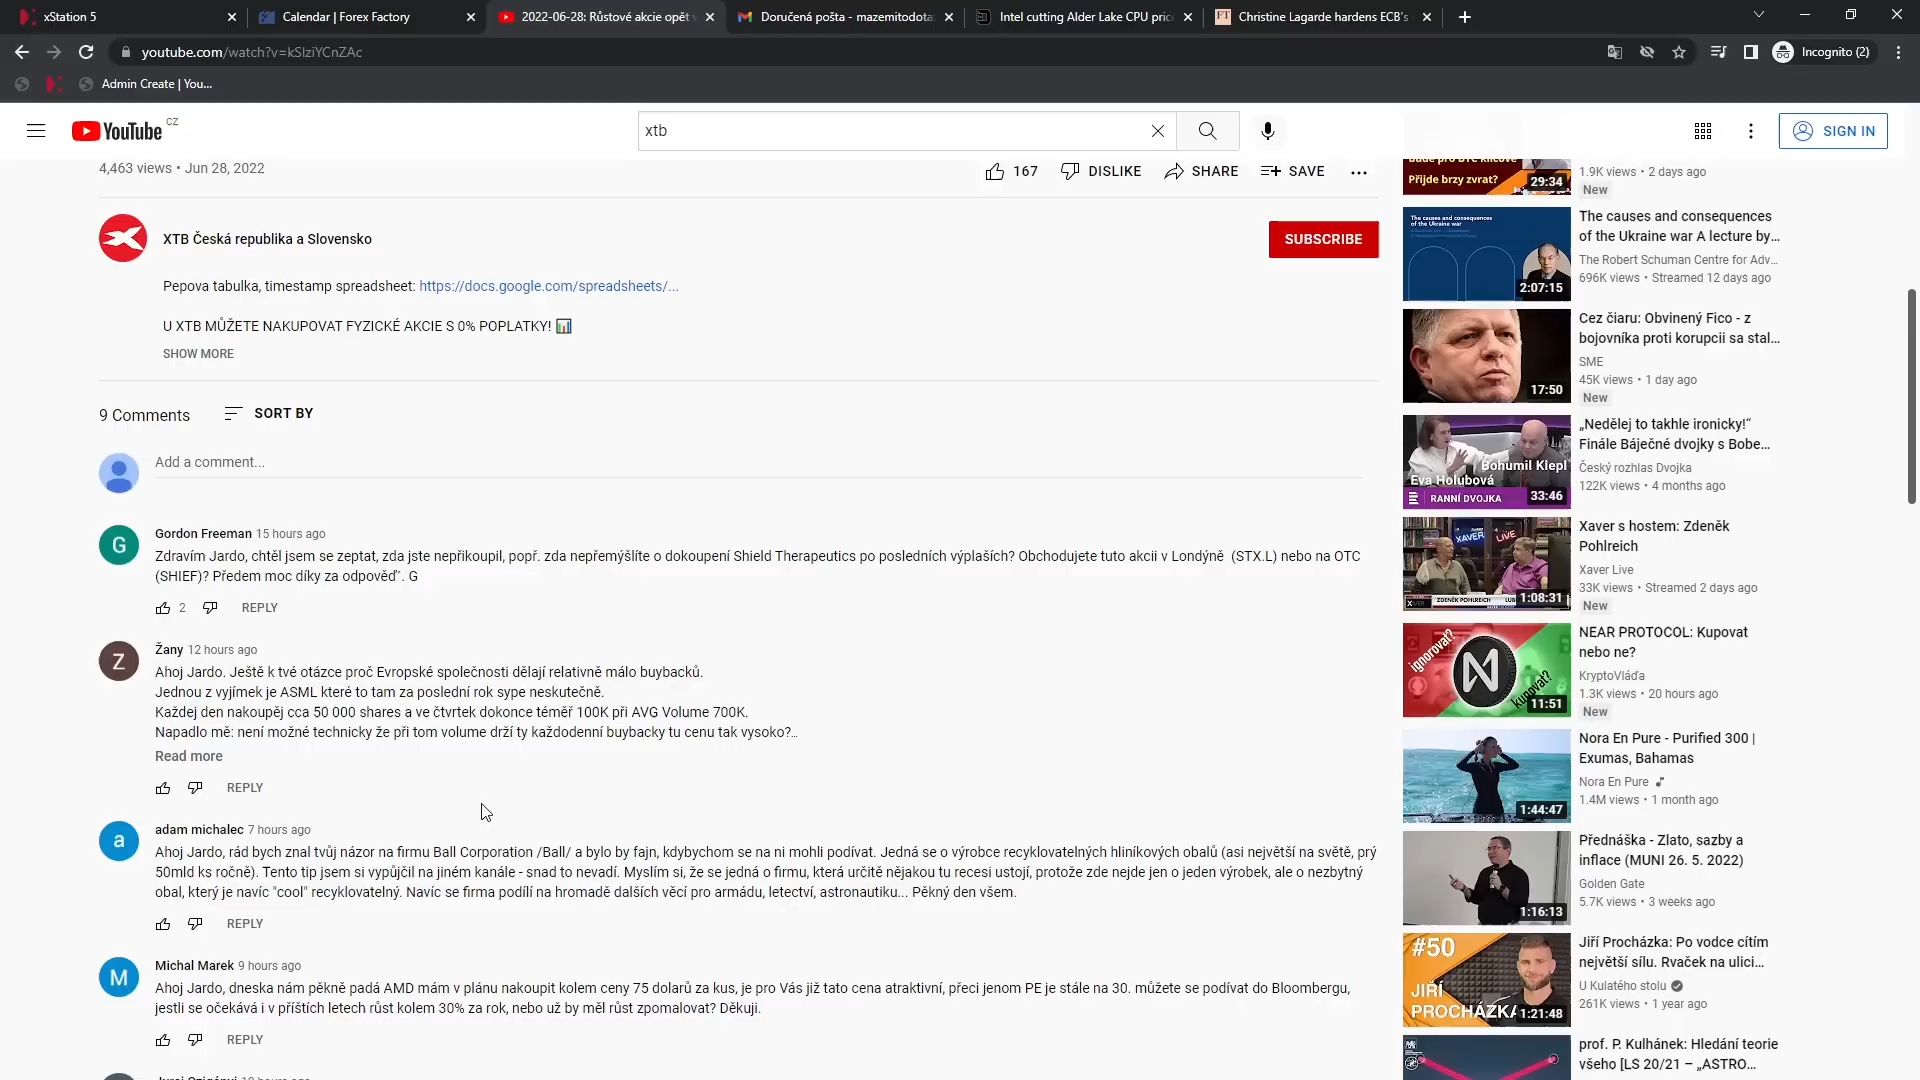 xStation 5
Calendar | Forex Factory
2022-06-28: Růstové akcie opět
Doručená pošta - mazemitodota
Intel cutting Alder Lake CPU pric
Christine Lagarde hardens ECB's
youtube.com/watch?v=kSlziYCnZAc
Incognito (2)
Admin Create | You...
YouTube CZ
xtb
SIGN IN
4,463 views • Jun 28, 2022
167
DISLIKE
SHARE
SAVE
XTB Česká republika a Slovensko
SUBSCRIBE
Pepova tabulka, timestamp spreadsheet: https://docs.google.com/spreadsheets/...
U XTB MŮŽETE NAKUPOVAT FYZICKÉ AKCIE S 0% POPLATKY! 📊
SHOW MORE
9 Comments
SORT BY
Add a comment...
G
Gordon Freeman 15 hours ago
Zdravím Jardo, chtěl jsem se zeptat, zda jste nepřikoupil, popř. zda nepřemýšlíte o dokoupení Shield Therapeutics po posledních výplaších? Obchodujete tuto akcii v Londýně (STX.L) nebo na OTC
(SHIEF)? Předem moc díky za odpověď´. G
2
REPLY
Z
Žany 12 hours ago
Ahoj Jardo. Ještě k tvé otázce proč Evropské společnosti dělají relativně málo buybacků.
Jednou z vyjímek je ASML které to tam za poslední rok sype neskutečně.
Každej den nakoupěj cca 50 000 shares a ve čtvrtek dokonce téměř 100K při AVG Volume 700K.
Napadlo mě: není možné technicky že při tom volume drží ty každodenní buybacky tu cenu tak vysoko?...
Read more
REPLY
a
adam michalec 7 hours ago
Ahoj Jardo, rád bych znal tvůj názor na firmu Ball Corporation /Ball/ a bylo by fajn, kdybychom se na ni mohli podívat. Jedná se o výrobce recyklovatelných hliníkových obalů (asi největší na světě, prý
50mld ks ročně). Tento tip jsem si vypůjčil na jiném kanále - snad to nevadí. Myslím si, že se jedná o firmu, která určitě nějakou tu recesi ustojí, protože zde nejde jen o jeden výrobek, ale o nezbytný
obal, který je navíc "cool" recyklovatelný. Navíc se firma podílí na hromadě dalších věcí pro armádu, letectví, astronautiku... Pěkný den všem.
REPLY
M
Michal Marek 9 hours ago
Ahoj Jardo, dneska nám pěkně padá AMD mám v plánu nakoupit kolem ceny 75 dolarů za kus, je pro Vás již tato cena atraktivní, přeci jenom PE je stále na 30. můžete se podívat do Bloombergu,
jestli se očekává i v příštích letech růst kolem 30% za rok, nebo už by měl růst zpomalovat? Děkuji.
REPLY
Přijde brzy zvrat?
29:34
1.9K views • 2 days ago
New
The causes and consequences
of the Ukraine war
2:07:15
The causes and consequences
of the Ukraine war A lecture by...
The Robert Schuman Centre for Adv...
696K views • Streamed 12 days ago
17:50
Cez čiaru: Obvinený Fico - z
bojovníka proti korupcii sa stal...
SME
45K views • 1 day ago
New
Bohumil Klepl
Eva Holubová
RANNÍ DVOJKA
33:46
„Nedělej to takhle ironicky!“
Finále Báječné dvojky s Bobe...
Český rozhlas Dvojka
122K views • 4 months ago
XAVER LIVE
ZDENĚK POHLREICH
1:08:31
Xaver s hostem: Zdeněk
Pohlreich
Xaver Live
33K views • Streamed 2 days ago
New
ignorovat?
kupovat?
11:51
NEAR PROTOCOL: Kupovat
nebo ne?
KryptoVláďa
1.3K views • 20 hours ago
New
1:44:47
Nora En Pure - Purified 300 |
Exumas, Bahamas
Nora En Pure
1.4M views • 1 month ago
1:16:13
Přednáška - Zlato, sazby a
inflace (MUNI 26. 5. 2022)
Golden Gate
5.7K views • 3 weeks ago
#50
JIŘÍ
PROCHÁZKA
1:21:48
Jiří Procházka: Po vodce cítím
největší sílu. Rvaček na ulici...
U Kulatého stolu
261K views • 1 year ago
prof. P. Kulhánek: Hledání teorie
všeho [LS 20/21 – „ASTRO...